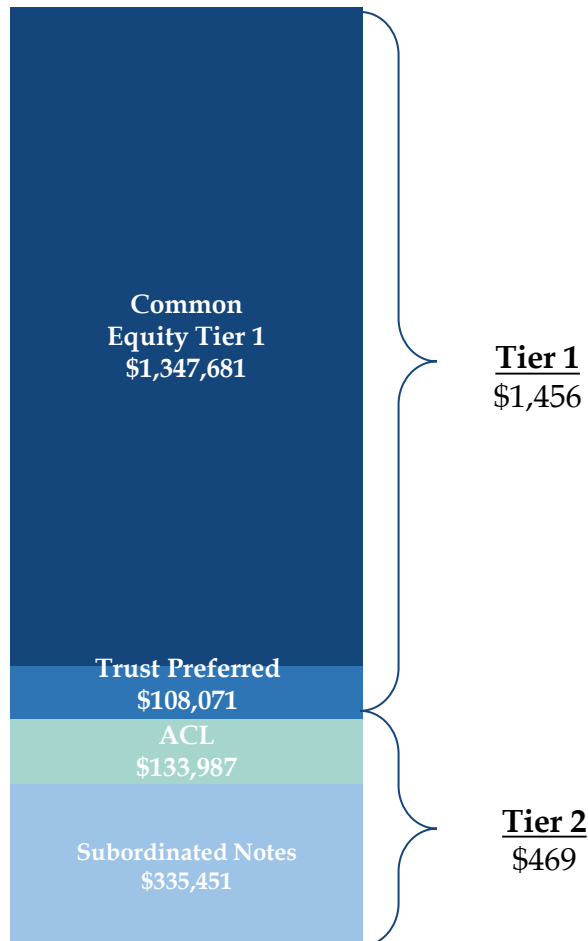 Common
Equity Tier 1
$1,347,681
Tier 1
$1,456
Trust Preferred
$108,071
ACL
$133,987
Subordinated Notes
$335,451
Tier 2
$469